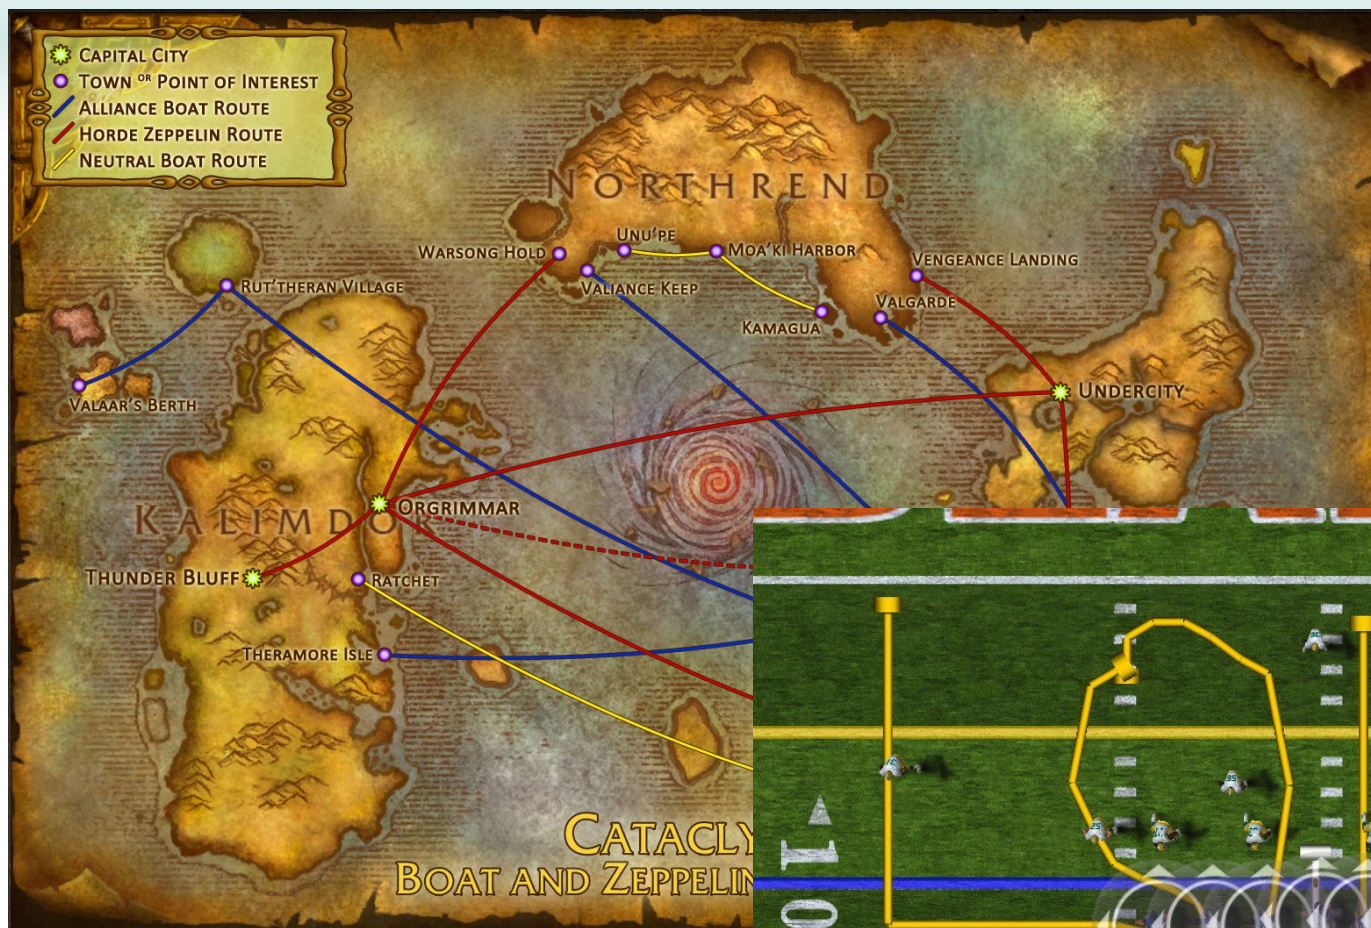 CAPITAL CITY
TOWN OR POINT OF INTEREST
ALLIANCE BOAT ROUTE
HORDE ZEPPELIN ROUTE
NEUTRAL BOAT ROUTE
NORTHREND
UNU'PE
WARSONG HOLD
MOA'KI HARBOR
VENGEANCE LANDING
RUT'THERAN VILLAGE
VALIANCE KEEP
VALGARDE
KAMAGUA
UNDERCITY
VALAAR'S BERTH
ORGRIMMAR
KALIMDOR
THUNDER BLUFF
RATCHET
THERAMORE ISLE
CATACLY
BOAT AND ZEPPELIN
10